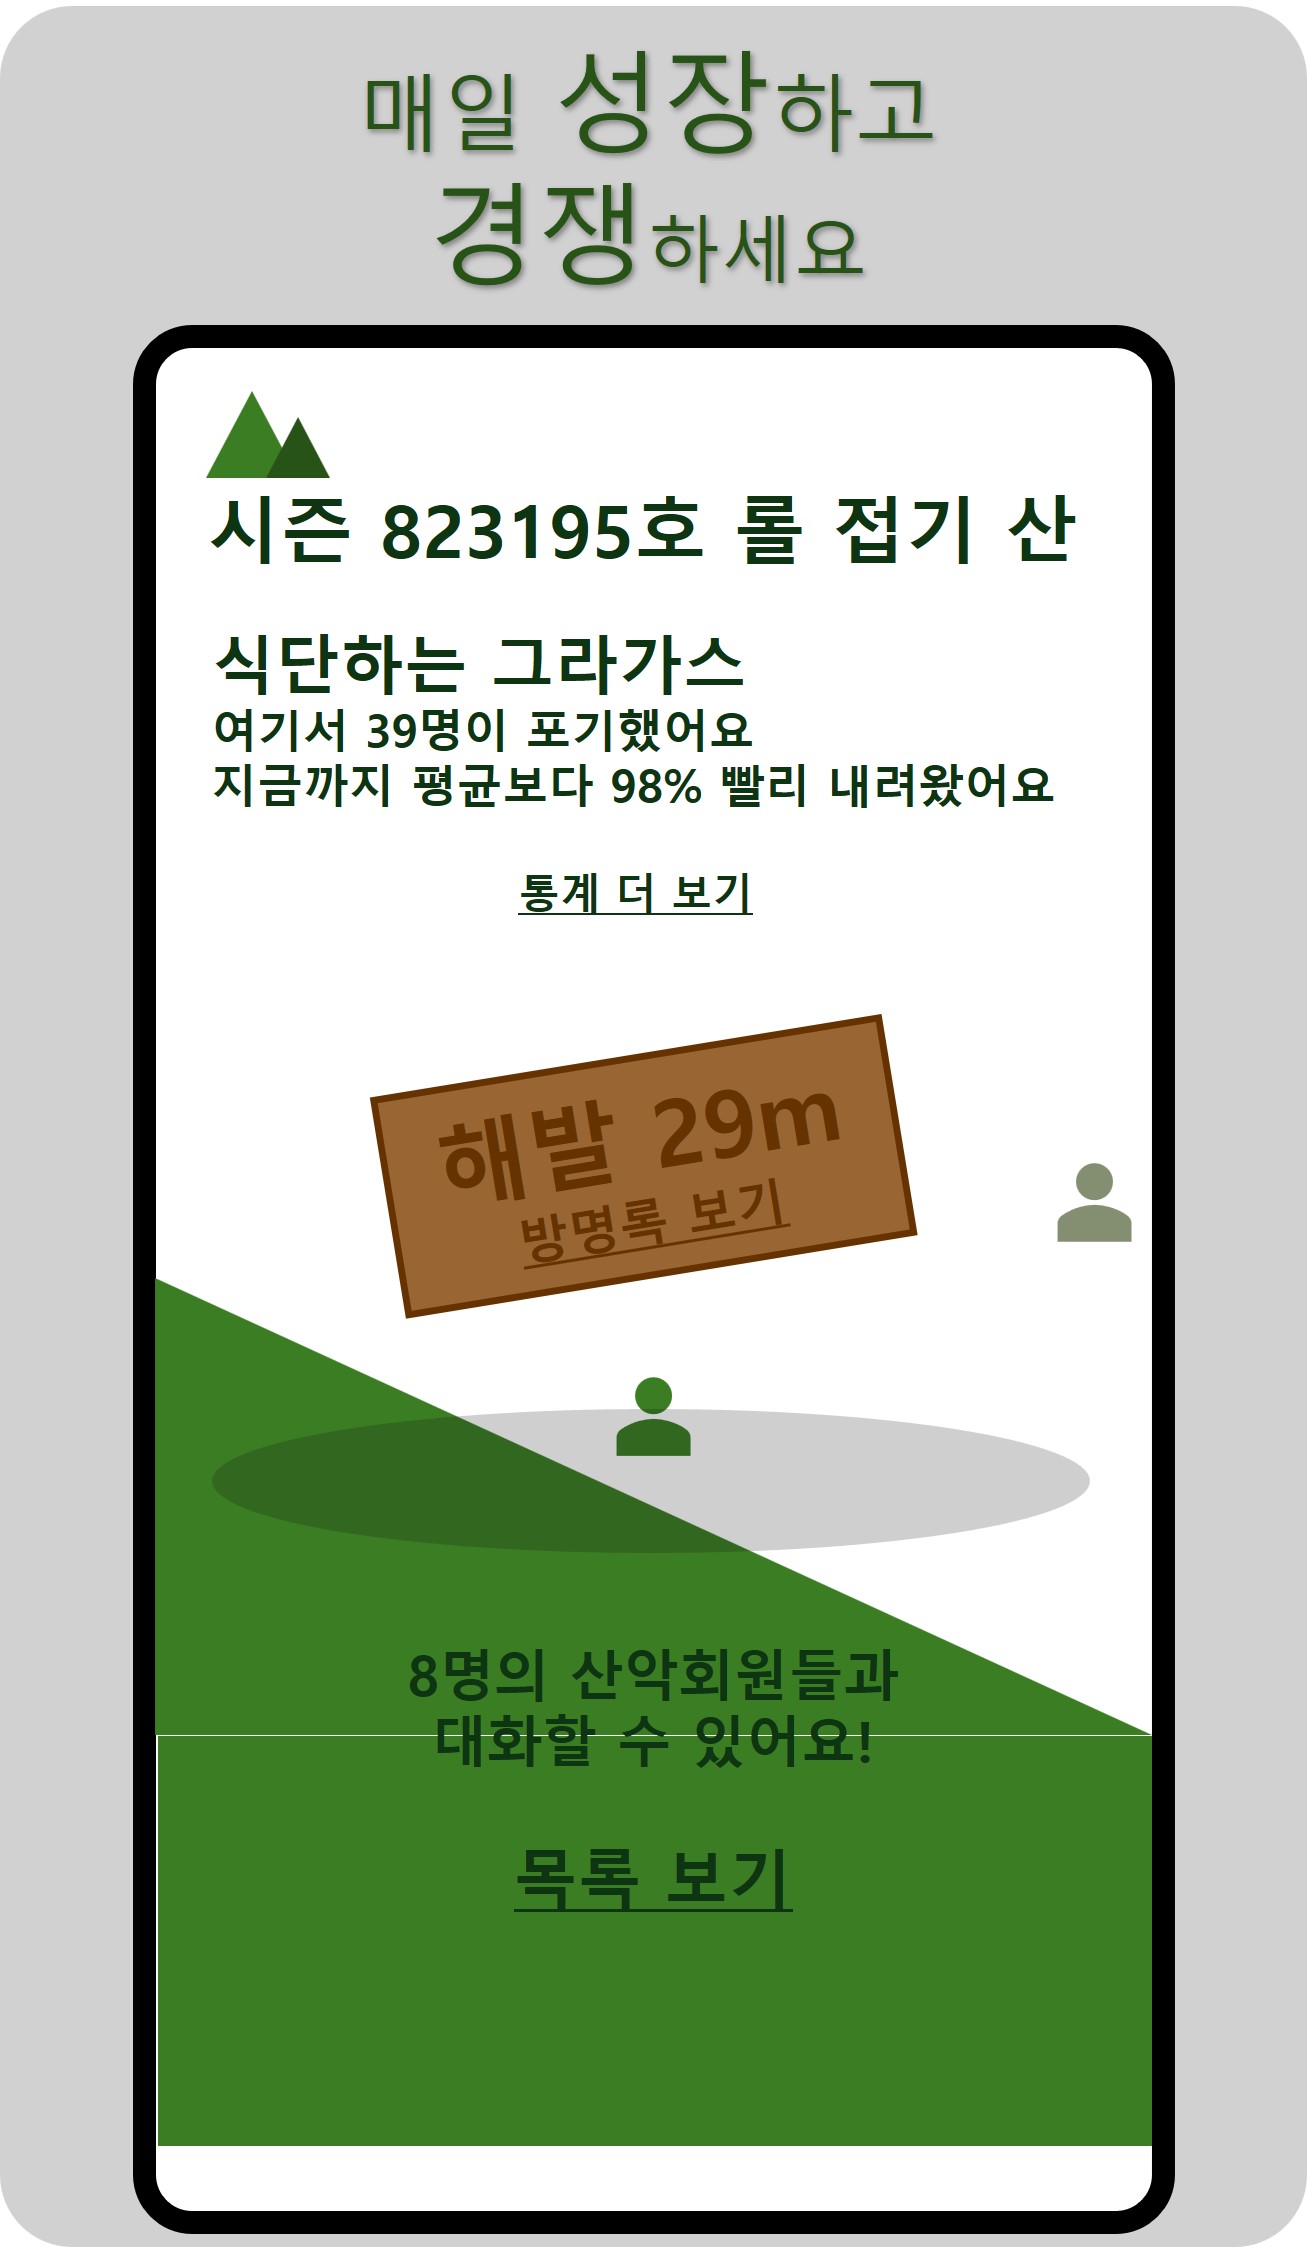 매일 성장하고
경쟁하세요
시즌 823195호 롤 접기 산
식단하는 그라가스
여기서 39명이 포기했어요
지금까지 평균보다 98% 빨리 내려왔어요
통계 더 보기
해발 29m
방명록 보기
8명의 산악회원들과
대화할 수 있어요!
목록 보기